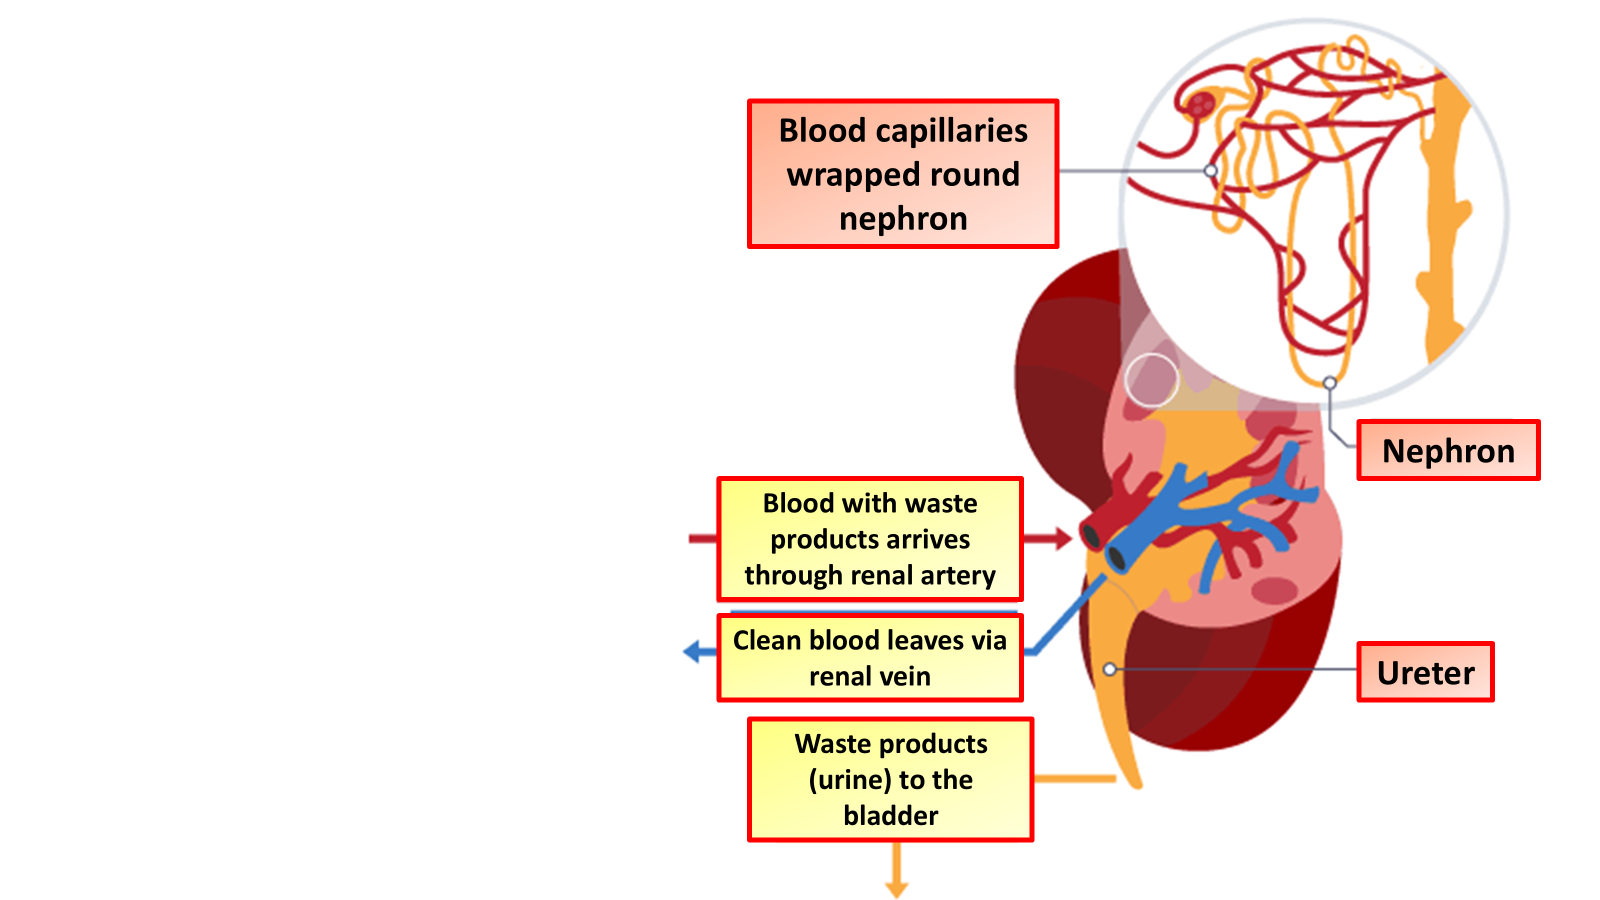 Blood capillaries
wrapped round
nephron
Nephron
Blood with waste
products arrives
through renal artery
Clean blood leaves via
renal vein
Ureter
Waste products
(urine) to the
bladder